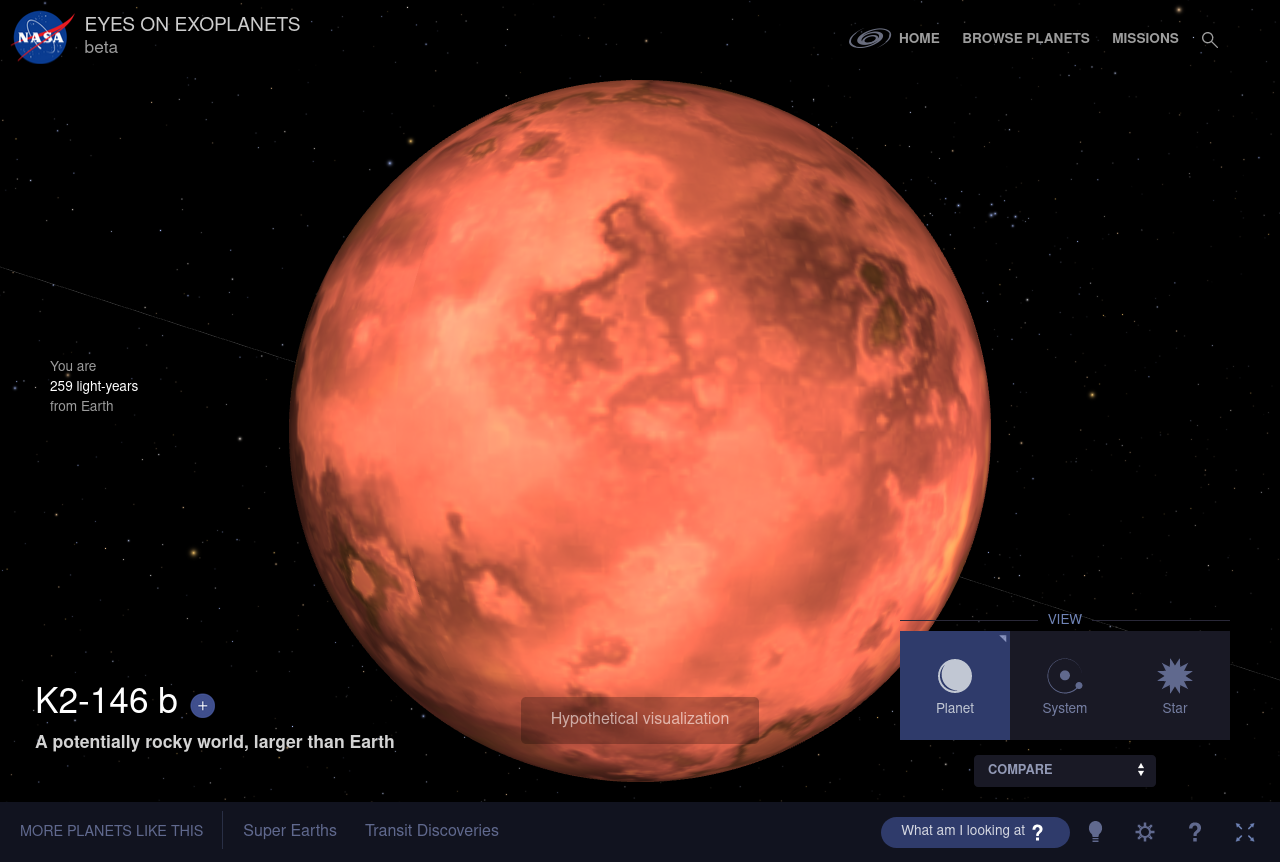 NASA
EYES ON EXOPLANETS
beta
HOME
BROWSE PLANETS
MISSIONS
You are
259 light-years
from Earth
K2-146 b +
A potentially rocky world, larger than Earth
Hypothetical visualization
VIEW
Planet
System
Star
COMPARE
MORE PLANETS LIKE THIS
Super Earths
Transit Discoveries
What am I looking at ?
?